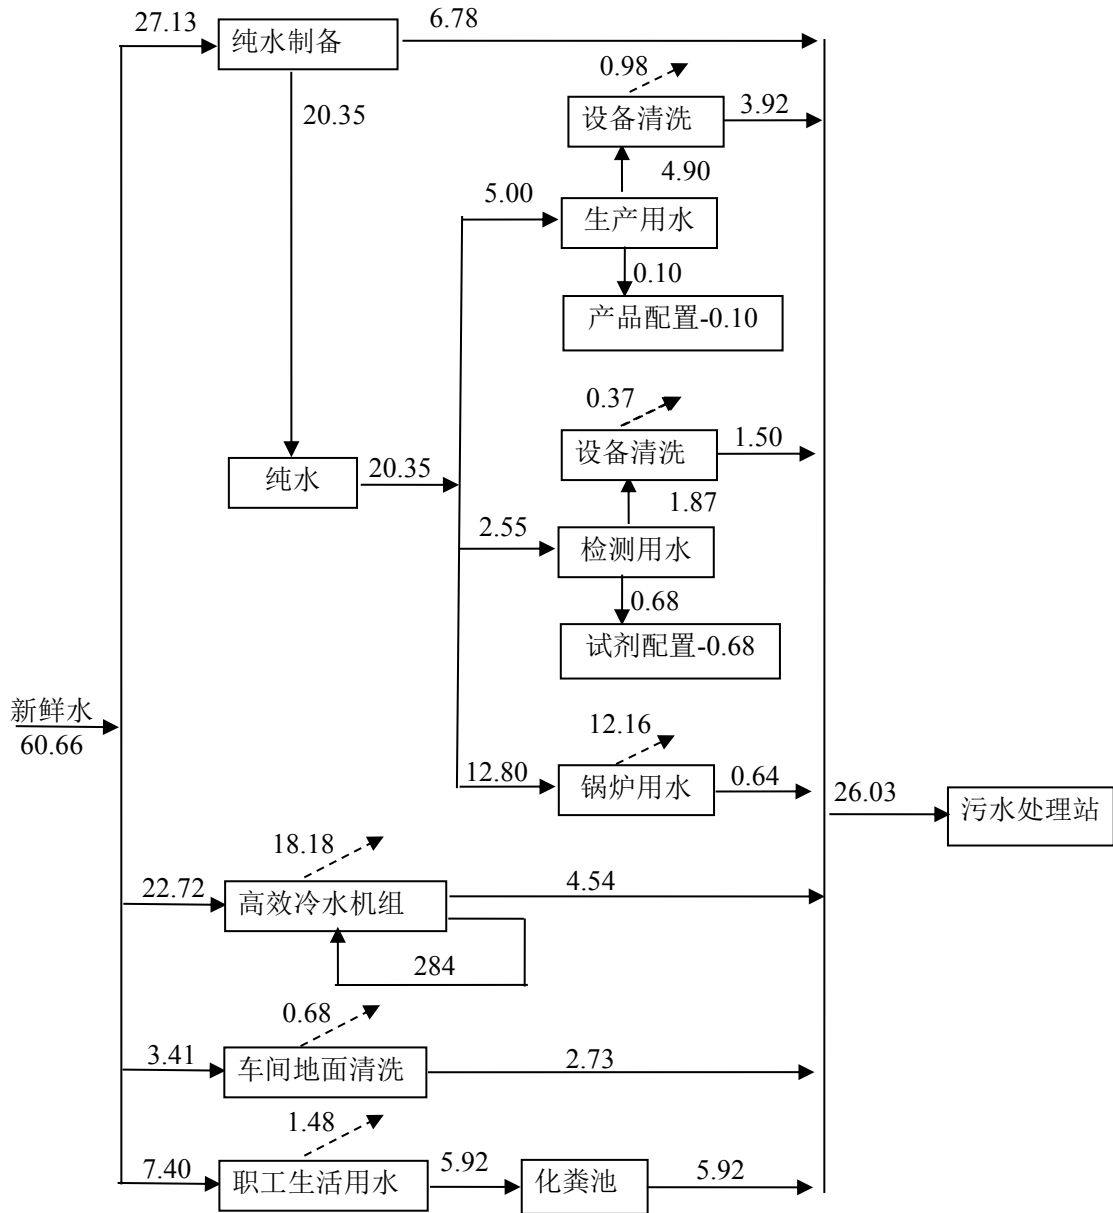 27.13
纯水制备
6.78
20.35
0.98
设备清洗
3.92
4.90
5.00
生产用水
0.10
产品配置-0.10
0.37
设备清洗
1.50
纯水
20.35
1.87
2.55
检测用水
0.68
试剂配置-0.68
新鲜水
60.66
12.16
12.80
锅炉用水
0.64
26.03
污水处理站
18.18
22.72
高效冷水机组
4.54
284
0.68
3.41
车间地面清洗
2.73
1.48
7.40
职工生活用水
5.92
化粪池
5.92